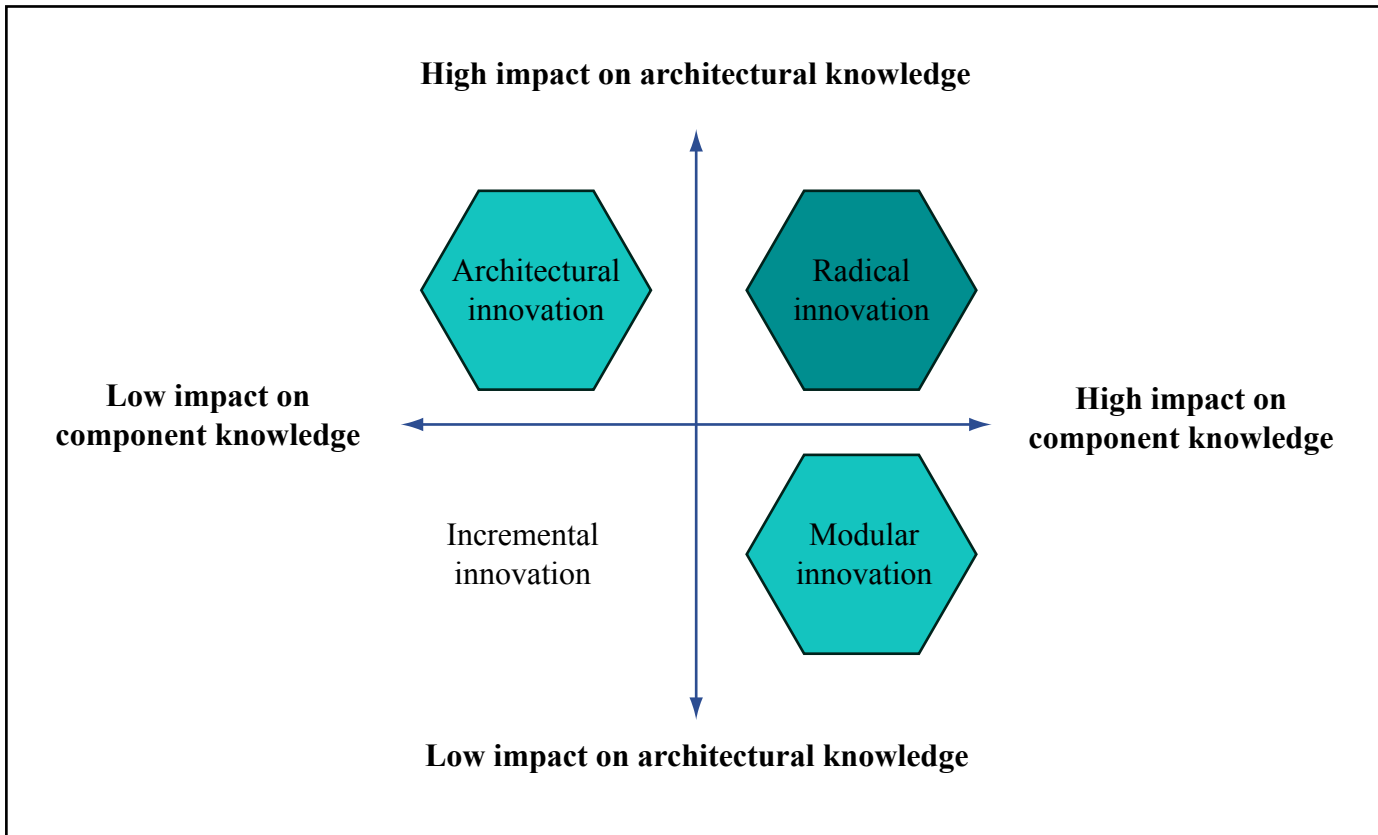 High impact on architectural knowledge
Architectural
innovation
Radical
innovation
Low impact on
component knowledge
High impact on
component knowledge
Incremental
innovation
Modular
innovation
Low impact on architectural knowledge